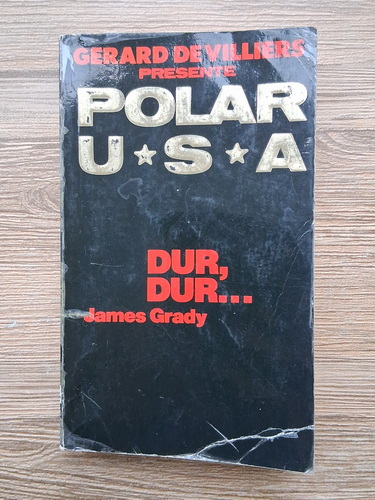 GERARD DE VILLIERS
PRESENTE
POLAR
U★S★A
DUR,
DUR...
James Grady